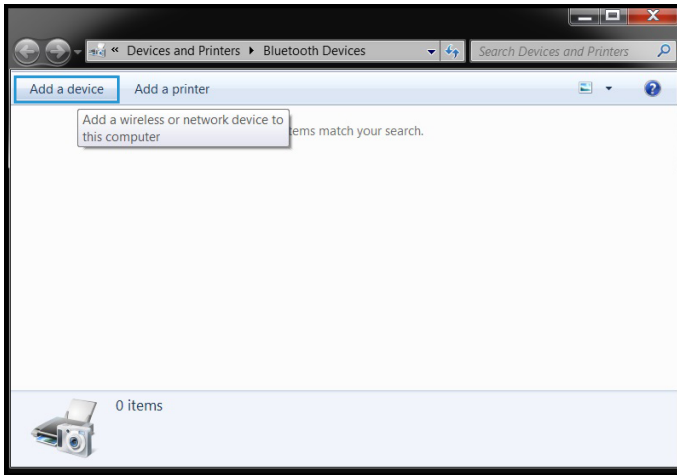 « Devices and Printers Bluetooth Devices Search Devices and Printers
Add a device Add a printer
Add a wireless or network device to
this computer
ems match your search.
0 items